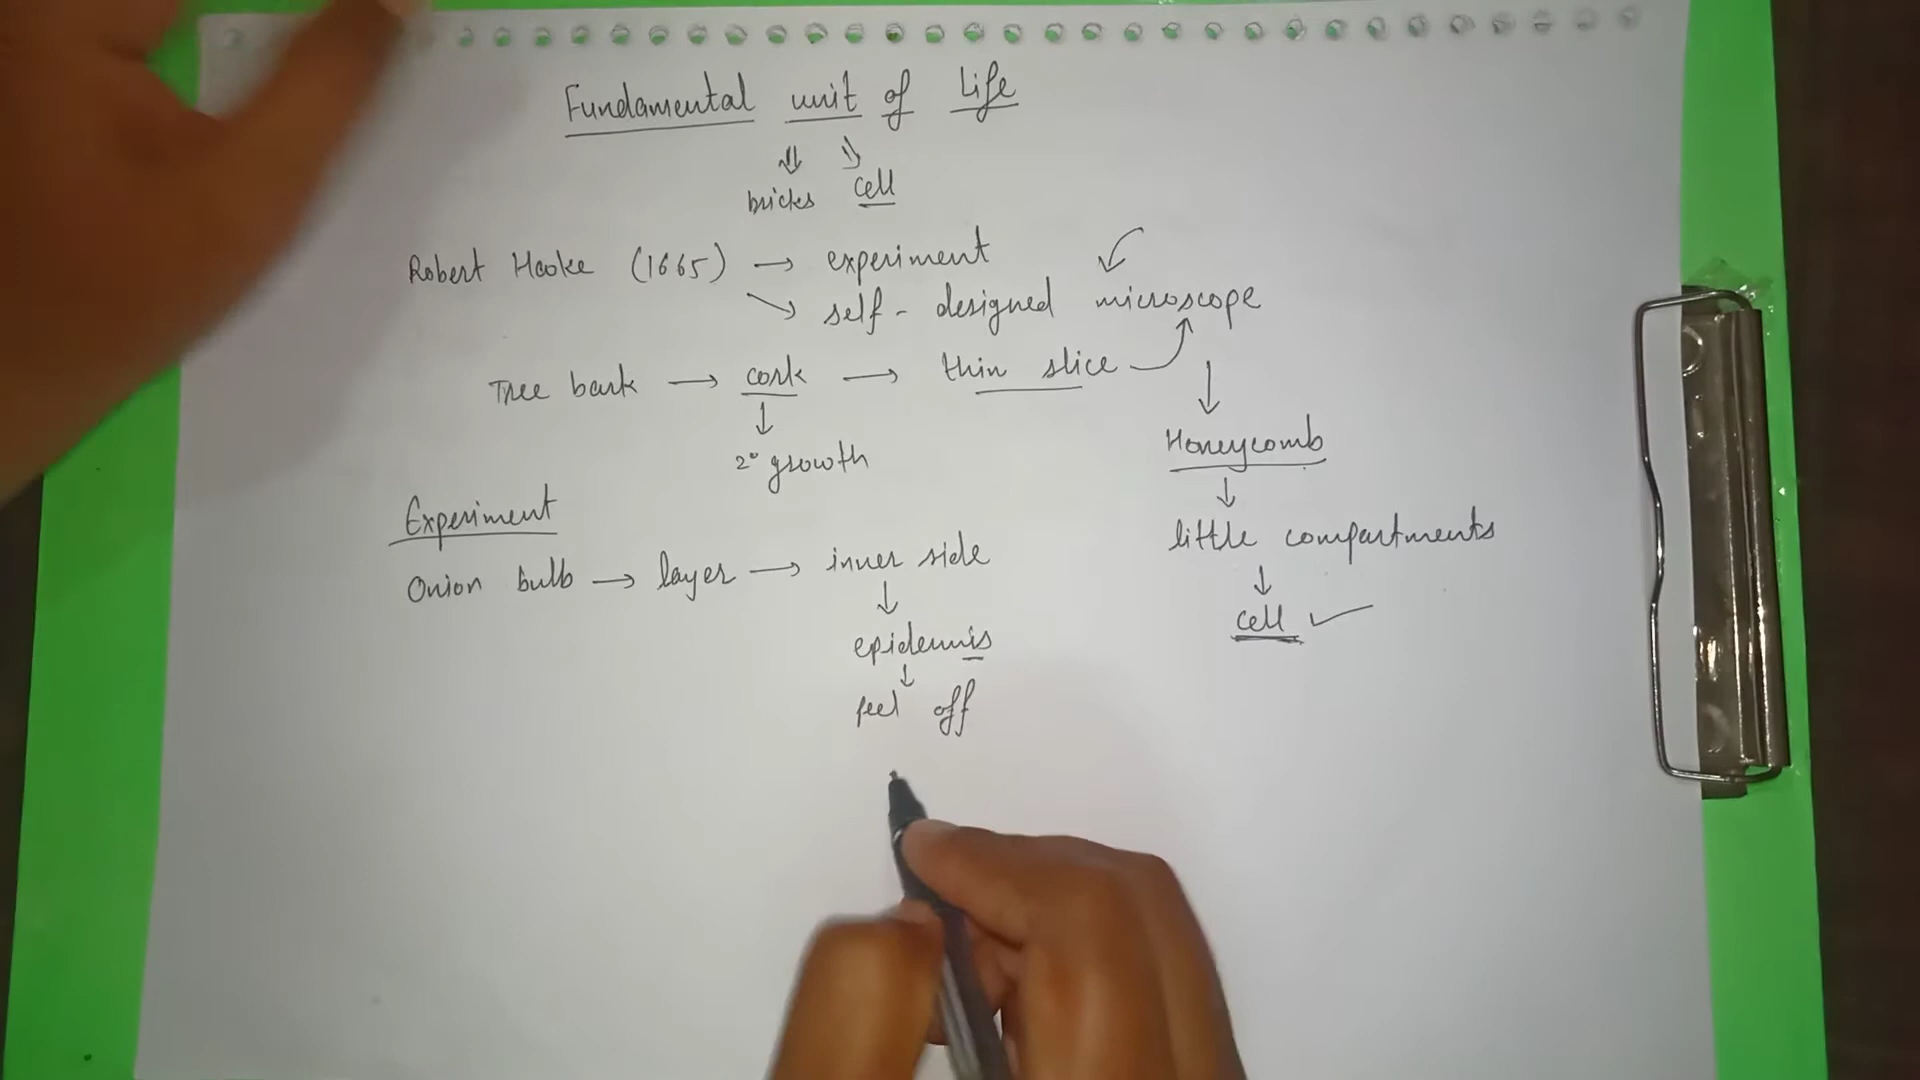 Fundamental unit of Life
⇓ ⇓
bricks cell
Robert Hooke (1665) → experiment
→ self - designed microscope
Tree bark → cork → thin slice
↓
2° growth
↓
Honeycomb
↓
little compartments
↓
cell ✓
Experiment
Onion bulb → layer → inner side
↓
epidermis
↓
peel off